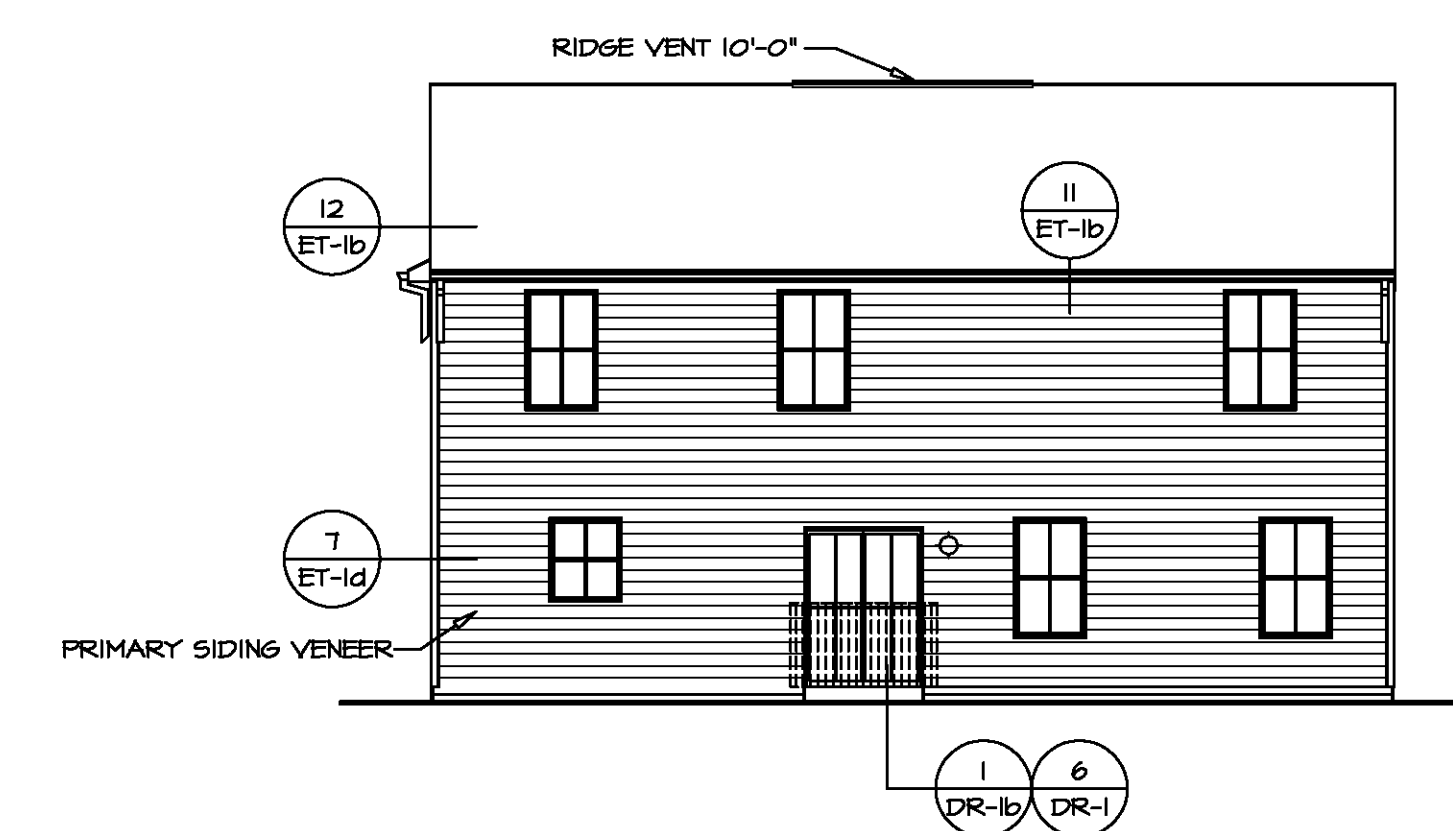 RIDGE VENT 10'-0"
12
ET-1b
11
ET-1b
7
ET-1d
PRIMARY SIDING VENEER
1
DR-1b
6
DR-1